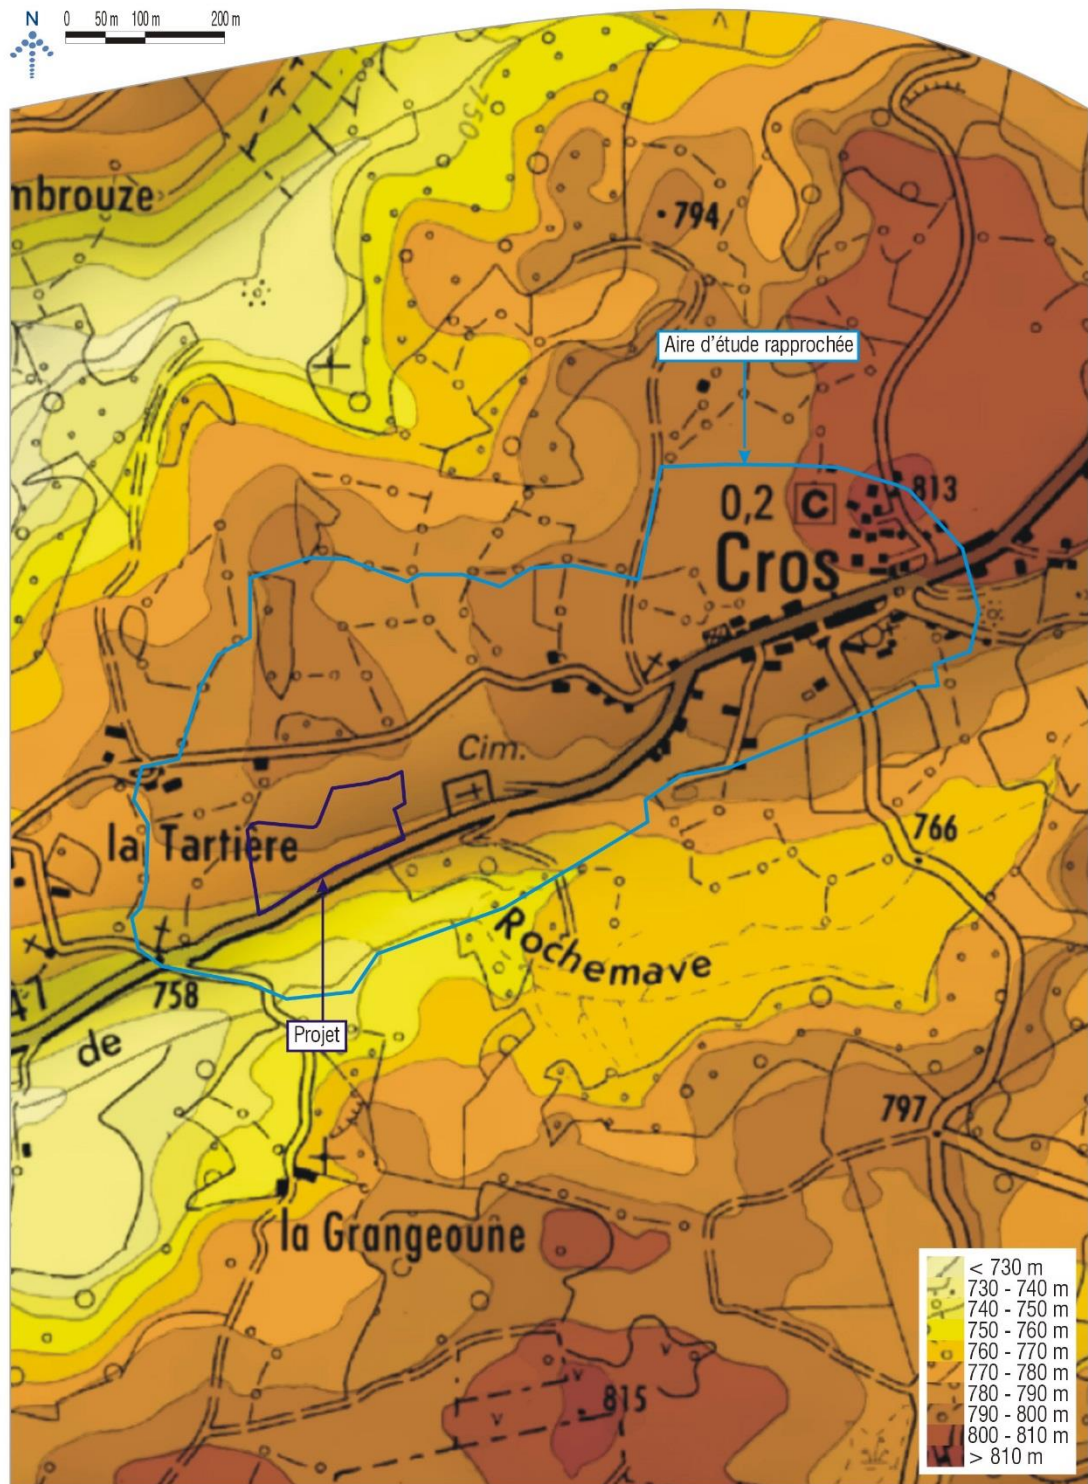 N
0 50 m 100 m 200 m
750
mbrouze
794
Aire d'étude rapprochée
813
0,2 C
Cros
Cim.
la Tartière
766
Rochemave
47
758
de
Projet
797
la Grangeoune
815
< 730 m
730 - 740 m
740 - 750 m
750 - 760 m
760 - 770 m
770 - 780 m
780 - 790 m
790 - 800 m
800 - 810 m
> 810 m